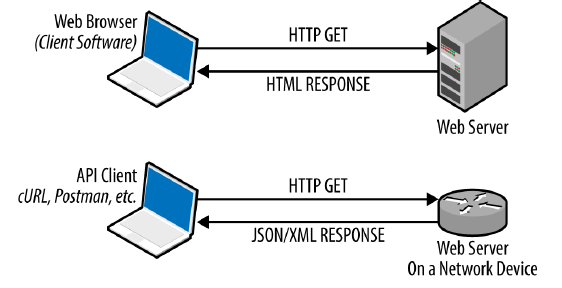 Web Browser
(Client Software)
HTTP GET
HTML RESPONSE
Web Server
API Client
cURL, Postman, etc.
HTTP GET
JSON/XML RESPONSE
Web Server
On a Network Device